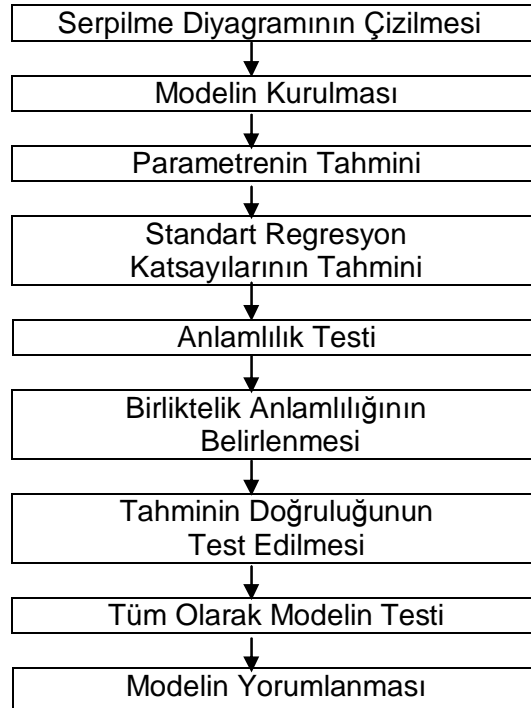 Serpilme Diyagramının Çizilmesi
Modelin Kurulması
Parametrenin Tahmini
Standart Regresyon
Katsayılarının Tahmini
Anlamlılık Testi
Birliktelik Anlamlılığının
Belirlenmesi
Tahminin Doğruluğunun
Test Edilmesi
Tüm Olarak Modelin Testi
Modelin Yorumlanması